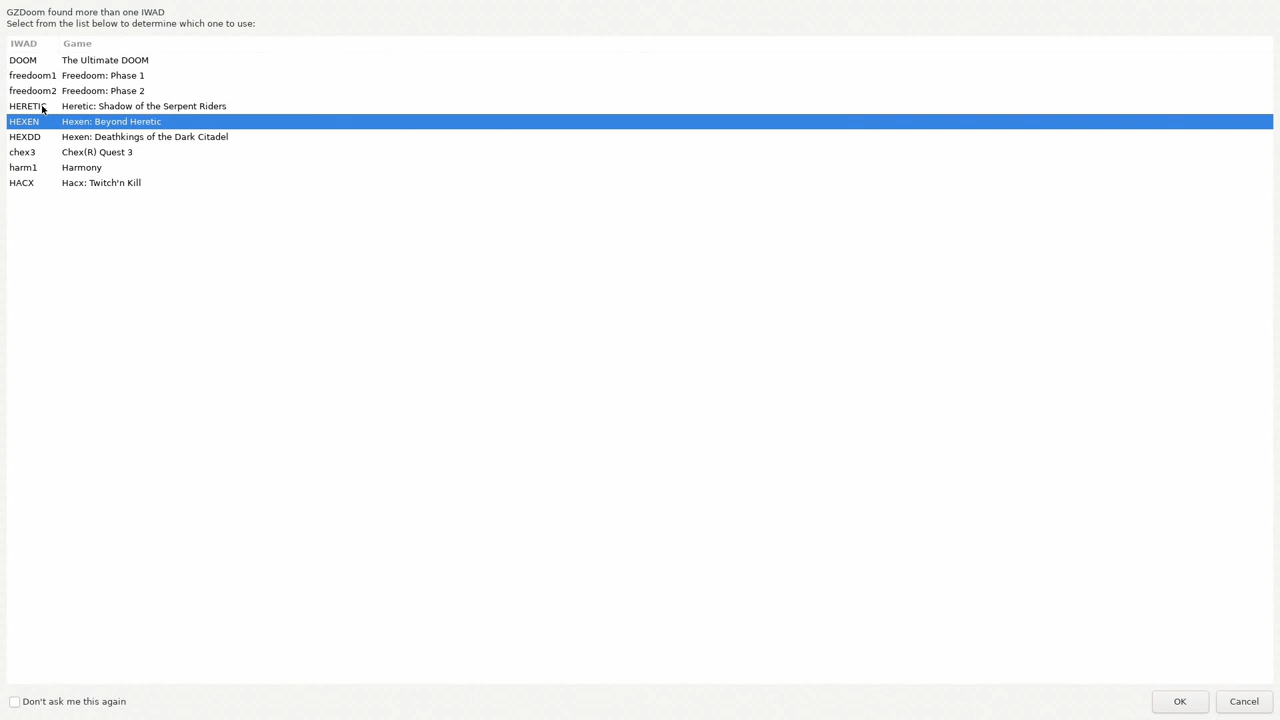 GZDoom found more than one IWAD
Select from the list below to determine which one to use:
IWAD Game
DOOM The Ultimate DOOM
freedoom1 Freedoom: Phase 1
freedoom2 Freedoom: Phase 2
HERETIC Heretic: Shadow of the Serpent Riders
HEXEN Hexen: Beyond Heretic
HEXDD Hexen: Deathkings of the Dark Citadel
chex3 Chex(R) Quest 3
harm1 Harmony
HACX Hacx: Twitch'n Kill
Don't ask me this again
OK
Cancel